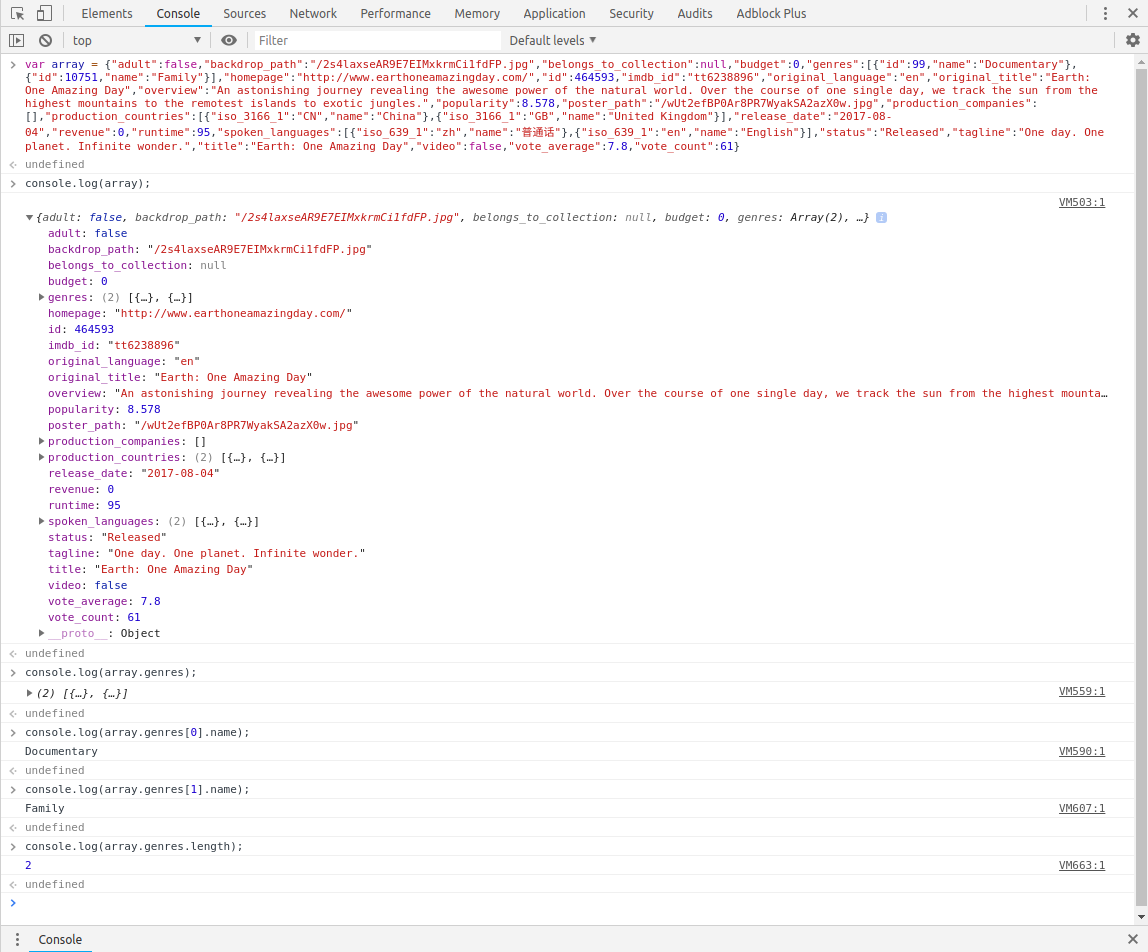 Elements Console Sources Network Performance Memory Application Security Audits Adblock Plus
top Filter Default levels
var array = {"adult":false,"backdrop_path":"/2s4laxseAR9E7EIMxkrmCi1fdFP.jpg","belongs_to_collection":null,"budget":0,"genres":[{"id":99,"name":"Documentary"},
{"id":10751,"name":"Family"}],"homepage":"http://www.earthoneamazingday.com/","id":464593,"imdb_id":"tt6238896","original_language":"en","original_title":"Earth:
One Amazing Day","overview":"An astonishing journey revealing the awesome power of the natural world. Over the course of one single day, we track the sun from the
highest mountains to the remotest islands to exotic jungles.","popularity":8.578,"poster_path":"/wUt2efBP0Ar8PR7WyakSA2azX0w.jpg","production_companies":
[],"production_countries":[{"iso_3166_1":"CN","name":"China"},{"iso_3166_1":"GB","name":"United Kingdom"}],"release_date":"2017-08-
04","revenue":0,"runtime":95,"spoken_languages":[{"iso_639_1":"zh","name":"普通话"},{"iso_639_1":"en","name":"English"}],"status":"Released","tagline":"One day. One
planet. Infinite wonder.","title":"Earth: One Amazing Day","video":false,"vote_average":7.8,"vote_count":61}
undefined
console.log(array);
VM503:1
{adult: false, backdrop_path: "/2s4laxseAR9E7EIMxkrmCi1fdFP.jpg", belongs_to_collection: null, budget: 0, genres: Array(2), …} i
adult: false
backdrop_path: "/2s4laxseAR9E7EIMxkrmCi1fdFP.jpg"
belongs_to_collection: null
budget: 0
genres: (2) [{…}, {…}]
homepage: "http://www.earthoneamazingday.com/"
id: 464593
imdb_id: "tt6238896"
original_language: "en"
original_title: "Earth: One Amazing Day"
overview: "An astonishing journey revealing the awesome power of the natural world. Over the course of one single day, we track the sun from the highest mounta…
popularity: 8.578
poster_path: "/wUt2efBP0Ar8PR7WyakSA2azX0w.jpg"
production_companies: []
production_countries: (2) [{…}, {…}]
release_date: "2017-08-04"
revenue: 0
runtime: 95
spoken_languages: (2) [{…}, {…}]
status: "Released"
tagline: "One day. One planet. Infinite wonder."
title: "Earth: One Amazing Day"
video: false
vote_average: 7.8
vote_count: 61
__proto__: Object
undefined
console.log(array.genres);
(2) [{…}, {…}] VM559:1
undefined
console.log(array.genres[0].name);
Documentary VM590:1
undefined
console.log(array.genres[1].name);
Family VM607:1
undefined
console.log(array.genres.length);
2 VM663:1
undefined
Console